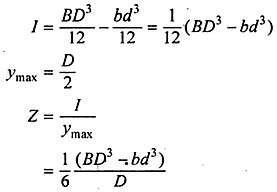 I = BD³/12 - bd³/12 = 1/12 (BD³ - bd³)
y_max = D/2
Z = I/y_max
= 1/6 (BD³ - bd³)/D